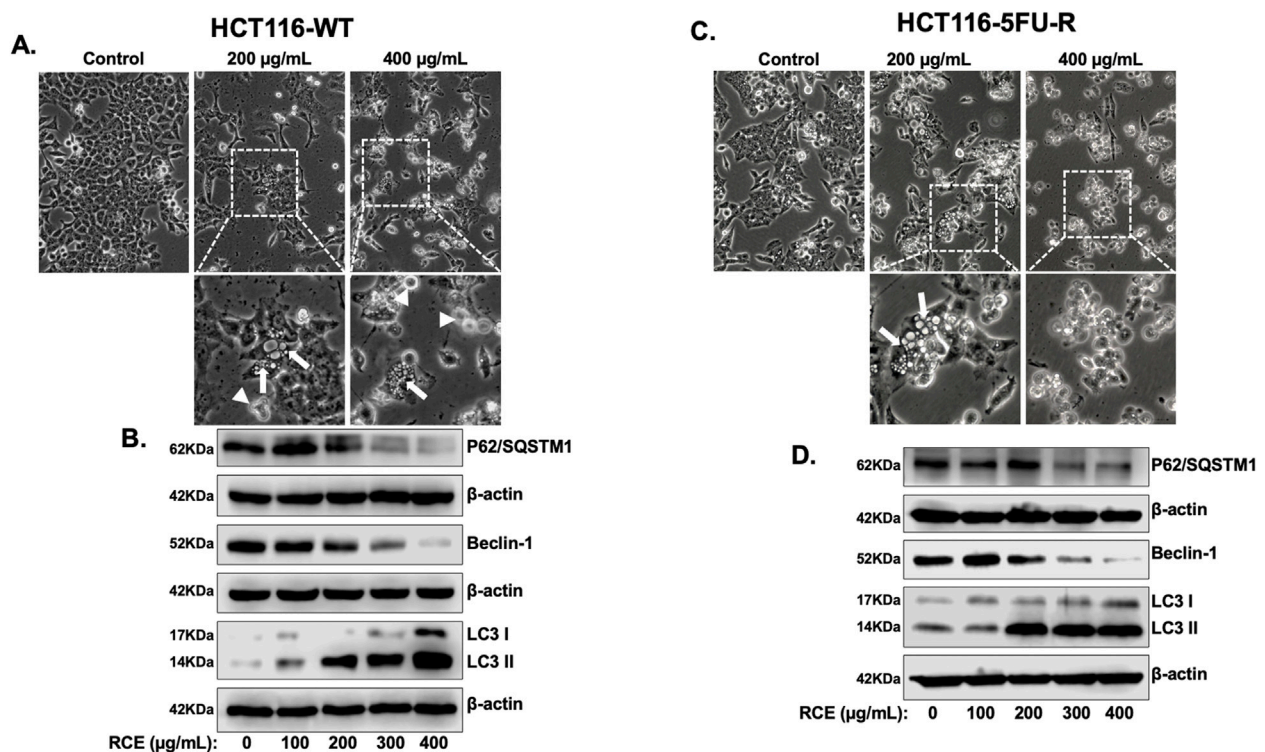 HCT116-WT
A.
Control
200 µg/mL
400 µg/mL
B.
62KDa
P62/SQSTM1
42KDa
β-actin
52KDa
Beclin-1
42KDa
β-actin
17KDa
LC3 I
14KDa
LC3 II
42KDa
β-actin
RCE (µg/mL): 0 100 200 300 400
HCT116-5FU-R
C.
Control
200 µg/mL
400 µg/mL
D.
62KDa
P62/SQSTM1
42KDa
β-actin
52KDa
Beclin-1
17KDa
LC3 I
14KDa
LC3 II
42KDa
β-actin
RCE (µg/mL): 0 100 200 300 400